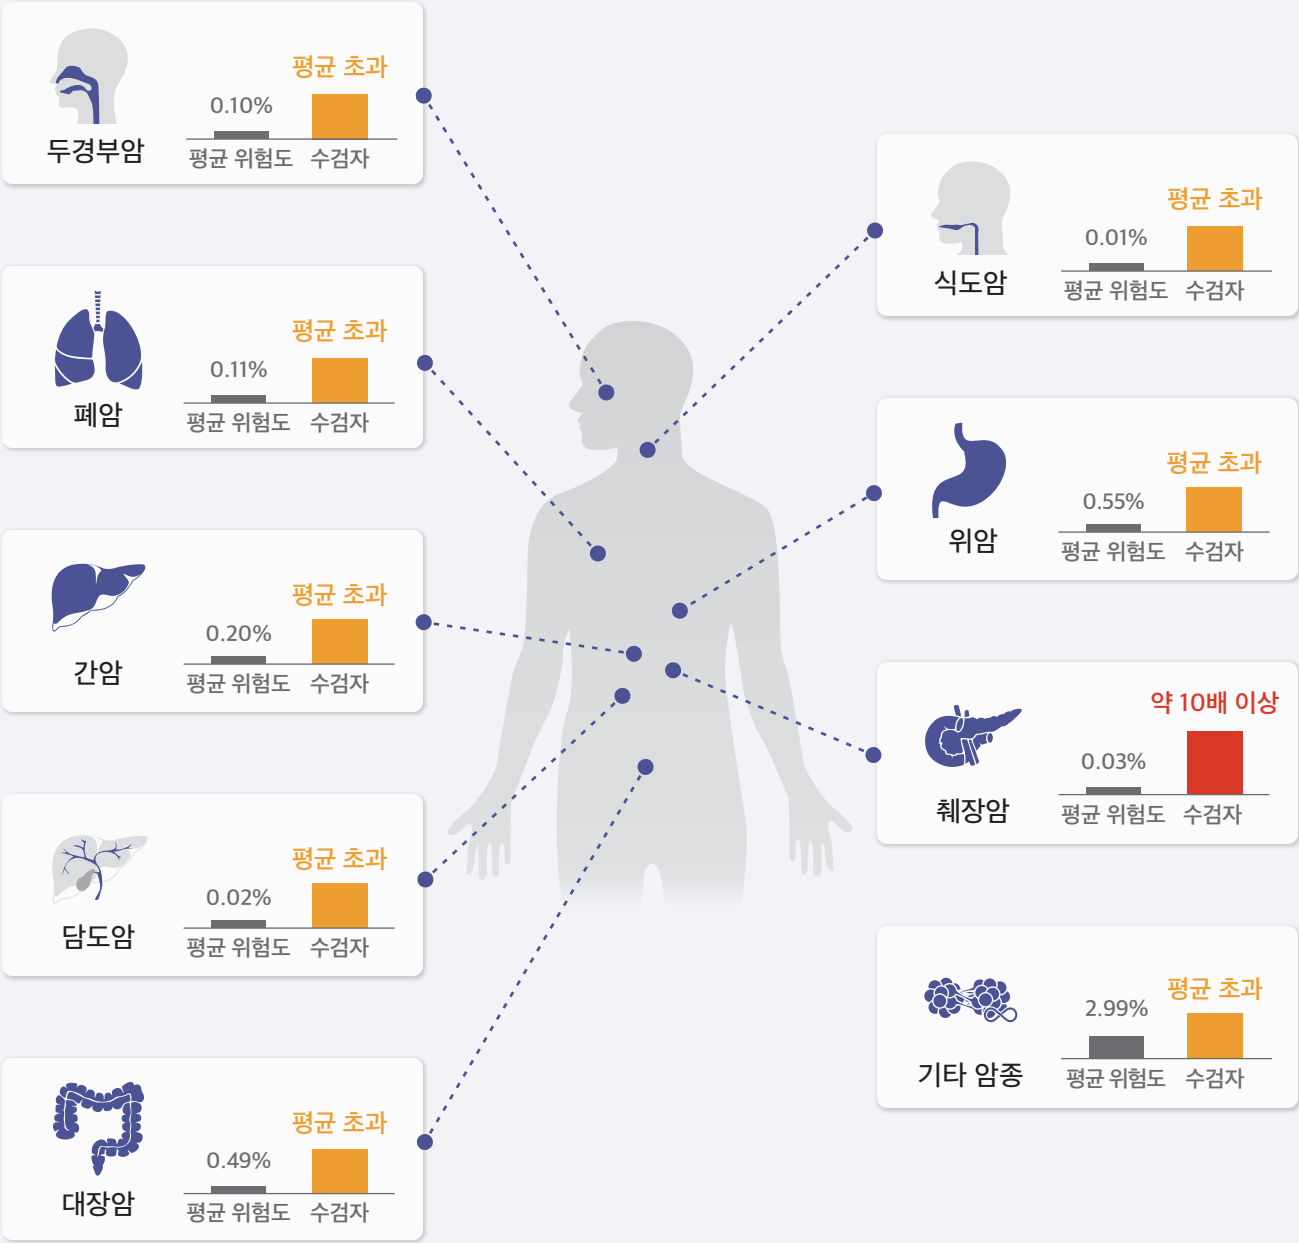 평균 초과
0.10%
두경부암
평균 위험도 수검자
평균 초과
0.11%
폐암
평균 위험도 수검자
평균 초과
0.20%
간암
평균 위험도 수검자
평균 초과
0.02%
담도암
평균 위험도 수검자
평균 초과
0.49%
대장암
평균 위험도 수검자
평균 초과
0.01%
식도암
평균 위험도 수검자
평균 초과
0.55%
위암
평균 위험도 수검자
약 10배 이상
0.03%
췌장암
평균 위험도 수검자
평균 초과
2.99%
기타 암종
평균 위험도 수검자